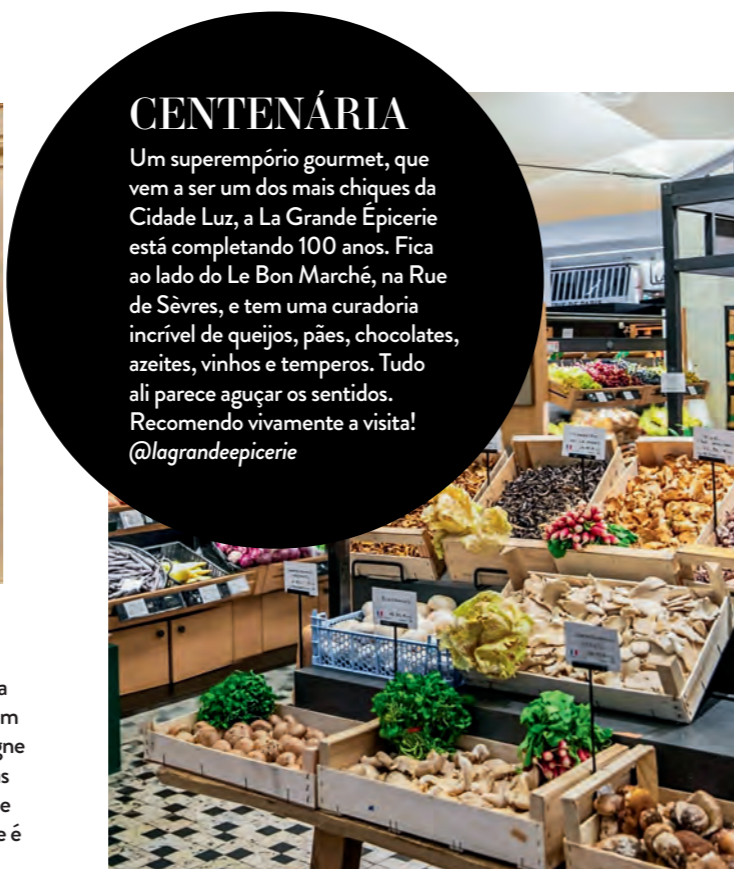 CENTENÁRIA
Um superempório gourmet, que
vem a ser um dos mais chiques da
Cidade Luz, a La Grande Épicerie
está completando 100 anos. Fica
ao lado do Le Bon Marché, na Rue
de Sèvres, e tem uma curadoria
incrível de queijos, pães, chocolates,
azeites, vinhos e temperos. Tudo
ali parece aguçar os sentidos.
Recomendo vivamente a visita!
@lagrandeepicerie
a
m
gne
s
e
e é